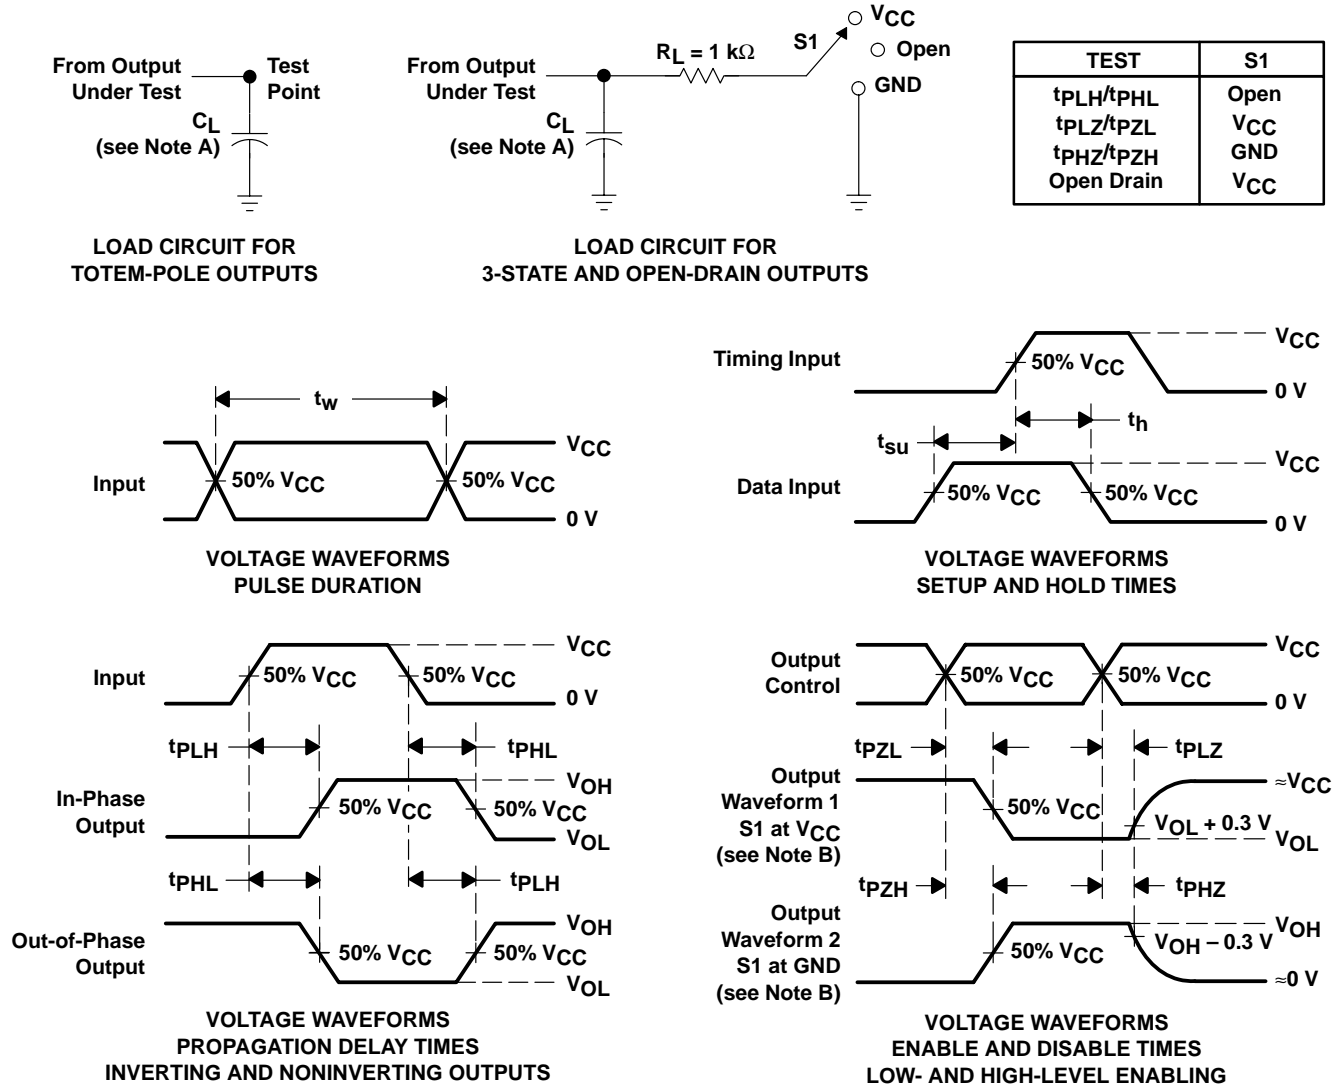 From Output
Under Test
Test
Point
CL
(see Note A)
LOAD CIRCUIT FOR
TOTEM-POLE OUTPUTS
From Output
Under Test
RL = 1 kΩ
S1
VCC
Open
GND
CL
(see Note A)
LOAD CIRCUIT FOR
3-STATE AND OPEN-DRAIN OUTPUTS
TEST S1
tPLH/tPHL Open
tPLZ/tPZL VCC
tPHZ/tPZH GND
Open Drain VCC
tw
Input
50% VCC
50% VCC
VCC
0 V
VOLTAGE WAVEFORMS
PULSE DURATION
Timing Input
50% VCC
VCC
0 V
th
tsu
Data Input
50% VCC
50% VCC
VCC
0 V
VOLTAGE WAVEFORMS
SETUP AND HOLD TIMES
Input
50% VCC
50% VCC
VCC
0 V
tPLH
tPHL
In-Phase
Output
50% VCC
50% VCC
VOH
VOL
tPHL
tPLH
Out-of-Phase
Output
50% VCC
50% VCC
VOH
VOL
VOLTAGE WAVEFORMS
PROPAGATION DELAY TIMES
INVERTING AND NONINVERTING OUTPUTS
Output
Control
50% VCC
50% VCC
VCC
0 V
tPZL
tPLZ
Output
Waveform 1
S1 at VCC
(see Note B)
50% VCC
VOL + 0.3 V
≈VCC
VOL
tPZH
tPHZ
Output
Waveform 2
S1 at GND
(see Note B)
50% VCC
VOH − 0.3 V
VOH
≈0 V
VOLTAGE WAVEFORMS
ENABLE AND DISABLE TIMES
LOW- AND HIGH-LEVEL ENABLING